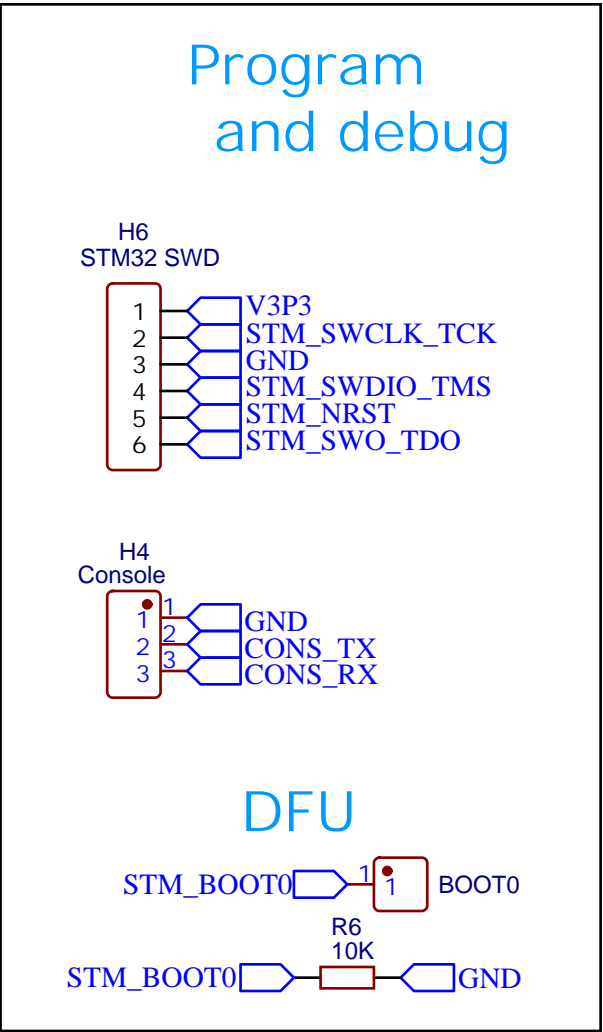 Program
and debug
H6
STM32 SWD
1 V3P3
2 STM_SWCLK_TCK
3 GND
4 STM_SWDIO_TMS
5 STM_NRST
6 STM_SWO_TDO
H4
Console
1 1 GND
2 2 CONS_TX
3 3 CONS_RX
DFU
STM_BOOT0 1 1 BOOT0
R6
10K
STM_BOOT0 GND